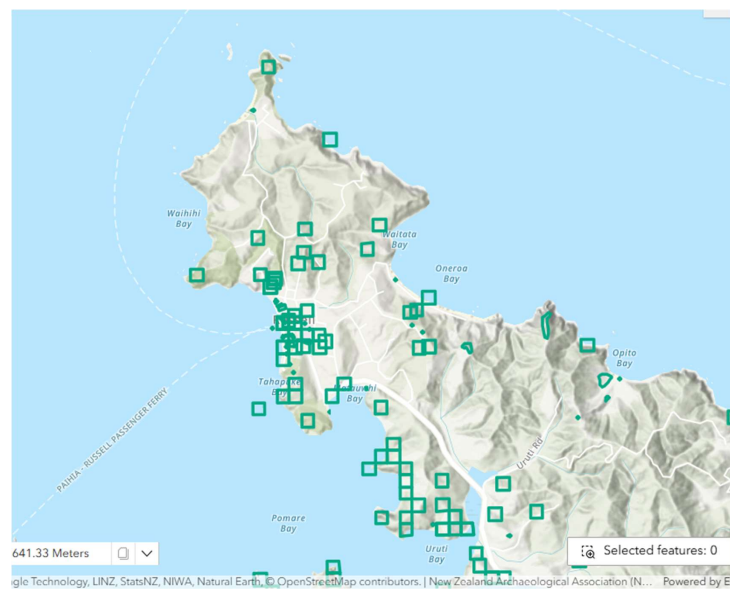 Waihihi
Bay
Waitata
Bay
Oneroa
Bay
Opito
Bay
Bay
Bay
PAIHIA - RUSSELL PASSENGER FERRY
Uruti Rd
Pomare
Bay
Uruti
Bay
641.33 Meters
Selected features: 0
gle Technology, LINZ, StatsNZ, NIWA, Natural Earth, © OpenStreetMap contributors. | New Zealand Archaeological Association (N... Powered by E